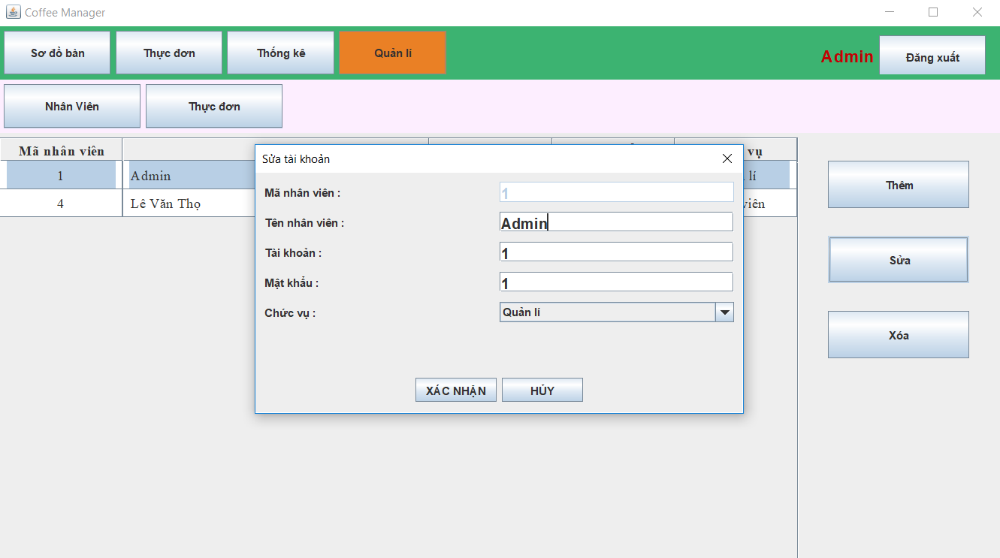 Coffee Manager
Sơ đồ bàn
Thực đơn
Thống kê
Quản lí
Admin
Đăng xuất
Nhân Viên
Thực đơn
Mã nhân viên
vụ
1
Admin
lí
4
Lê Văn Thọ
viên
Sửa tài khoản
Mã nhân viên :
1
Tên nhân viên :
Admin
Tài khoản :
1
Mật khẩu :
1
Chức vụ :
Quản lí
XÁC NHẬN
HỦY
Thêm
Sửa
Xóa